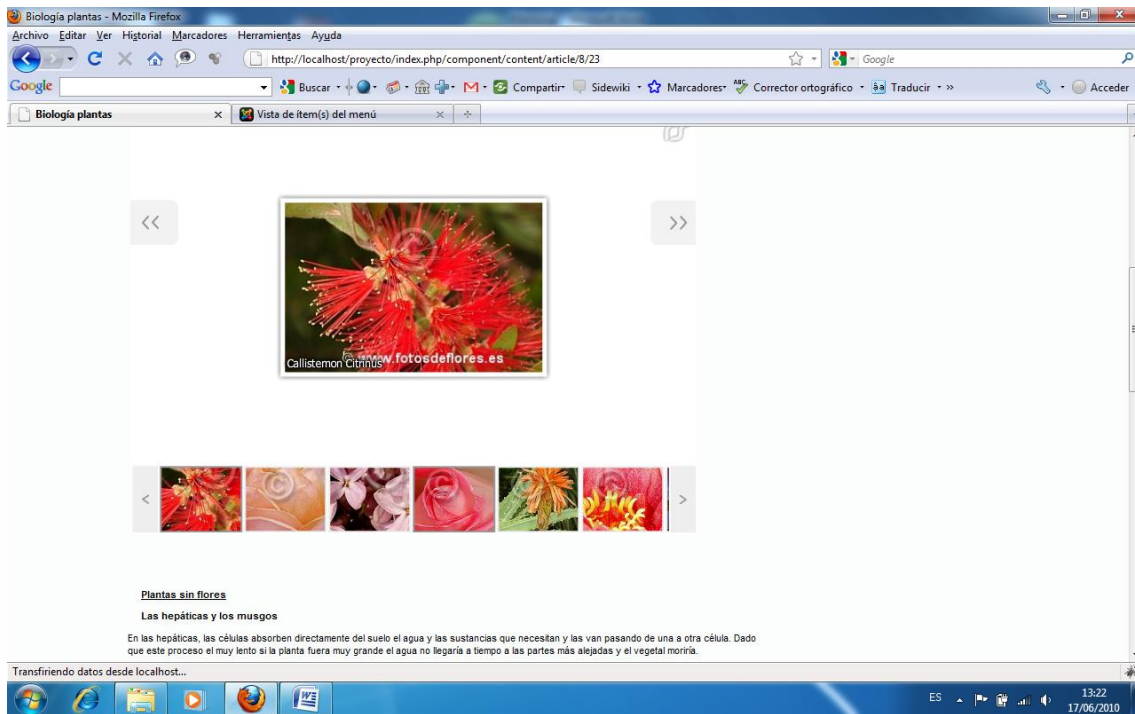 Biología plantas - Mozilla Firefox
Archivo Editar Ver Historial Marcadores Herramientas Ayuda
http://localhost/proyecto/index.php/component/content/article/8/23
Google
Google
Buscar
Compartir
Sidewiki
Marcadores
ABC
Corrector ortográfico
Traducir
»
Acceder
Biología plantas
Vista de ítem(s) del menú
<<
>>
© www.fotosdeflores.es
Callistemon Citrinus
<
>
Plantas sin flores
Las hepáticas y los musgos
En las hepáticas, las células absorben directamente del suelo el agua y las sustancias que necesitan y las van pasando de una a otra célula. Dado
que este proceso el muy lento si la planta fuera muy grande el agua no llegaría a tiempo a las partes más alejadas y el vegetal moriría.
Transfiriendo datos desde localhost...
ES
13:22
17/06/2010